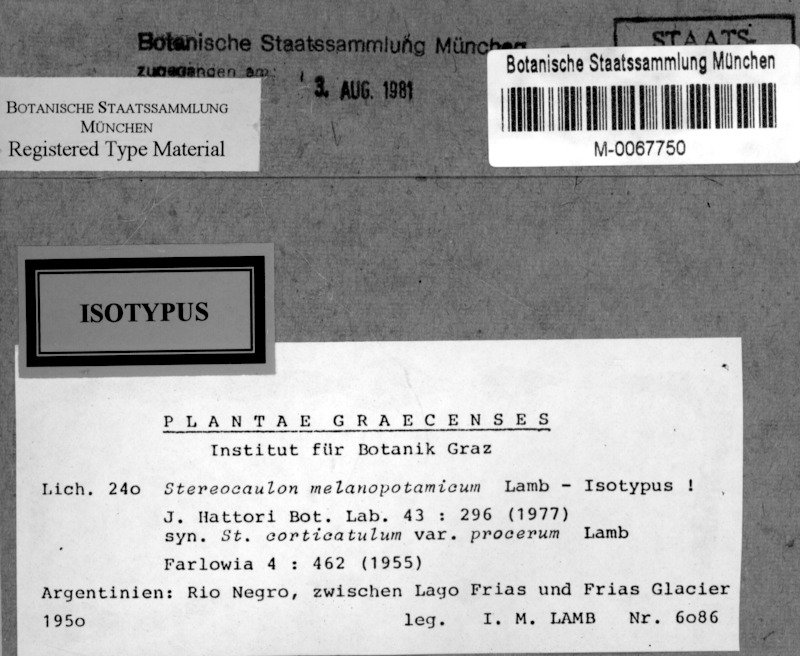 Botanische Staatssammlung München
zugegangen am:
3. AUG. 1981
STAATS-
Botanische Staatssammlung München
M-0067750
BOTANISCHE STAATSSAMMLUNG
MÜNCHEN
Registered Type Material
ISOTYPUS
PLANTAE GRAECENSES
Institut für Botanik Graz
Lich. 24o Stereocaulon melanopotamicum Lamb - Isotypus !
J. Hattori Bot. Lab. 43 : 296 (1977)
syn. St. corticatulum var. procerum Lamb
Farlowia 4 : 462 (1955)
Argentinien: Rio Negro, zwischen Lago Frias und Frias Glacier
195o leg. I. M. LAMB Nr. 6o86